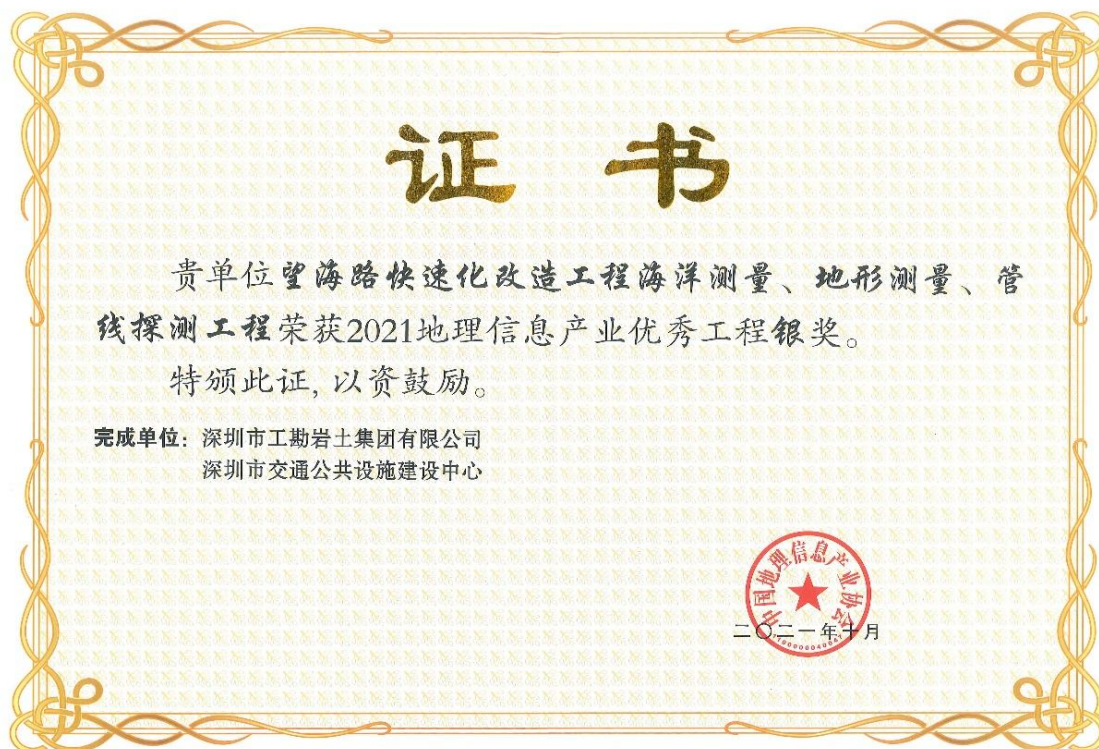 证 书
贵单位望海路快速化改造工程海洋测量、地形测量、管
线探测工程荣获2021地理信息产业优秀工程银奖。
特颁此证,以资鼓励。
完成单位：深圳市工勘岩土集团有限公司
深圳市交通公共设施建设中心
中国地理信息产业协会
二〇二一年十月